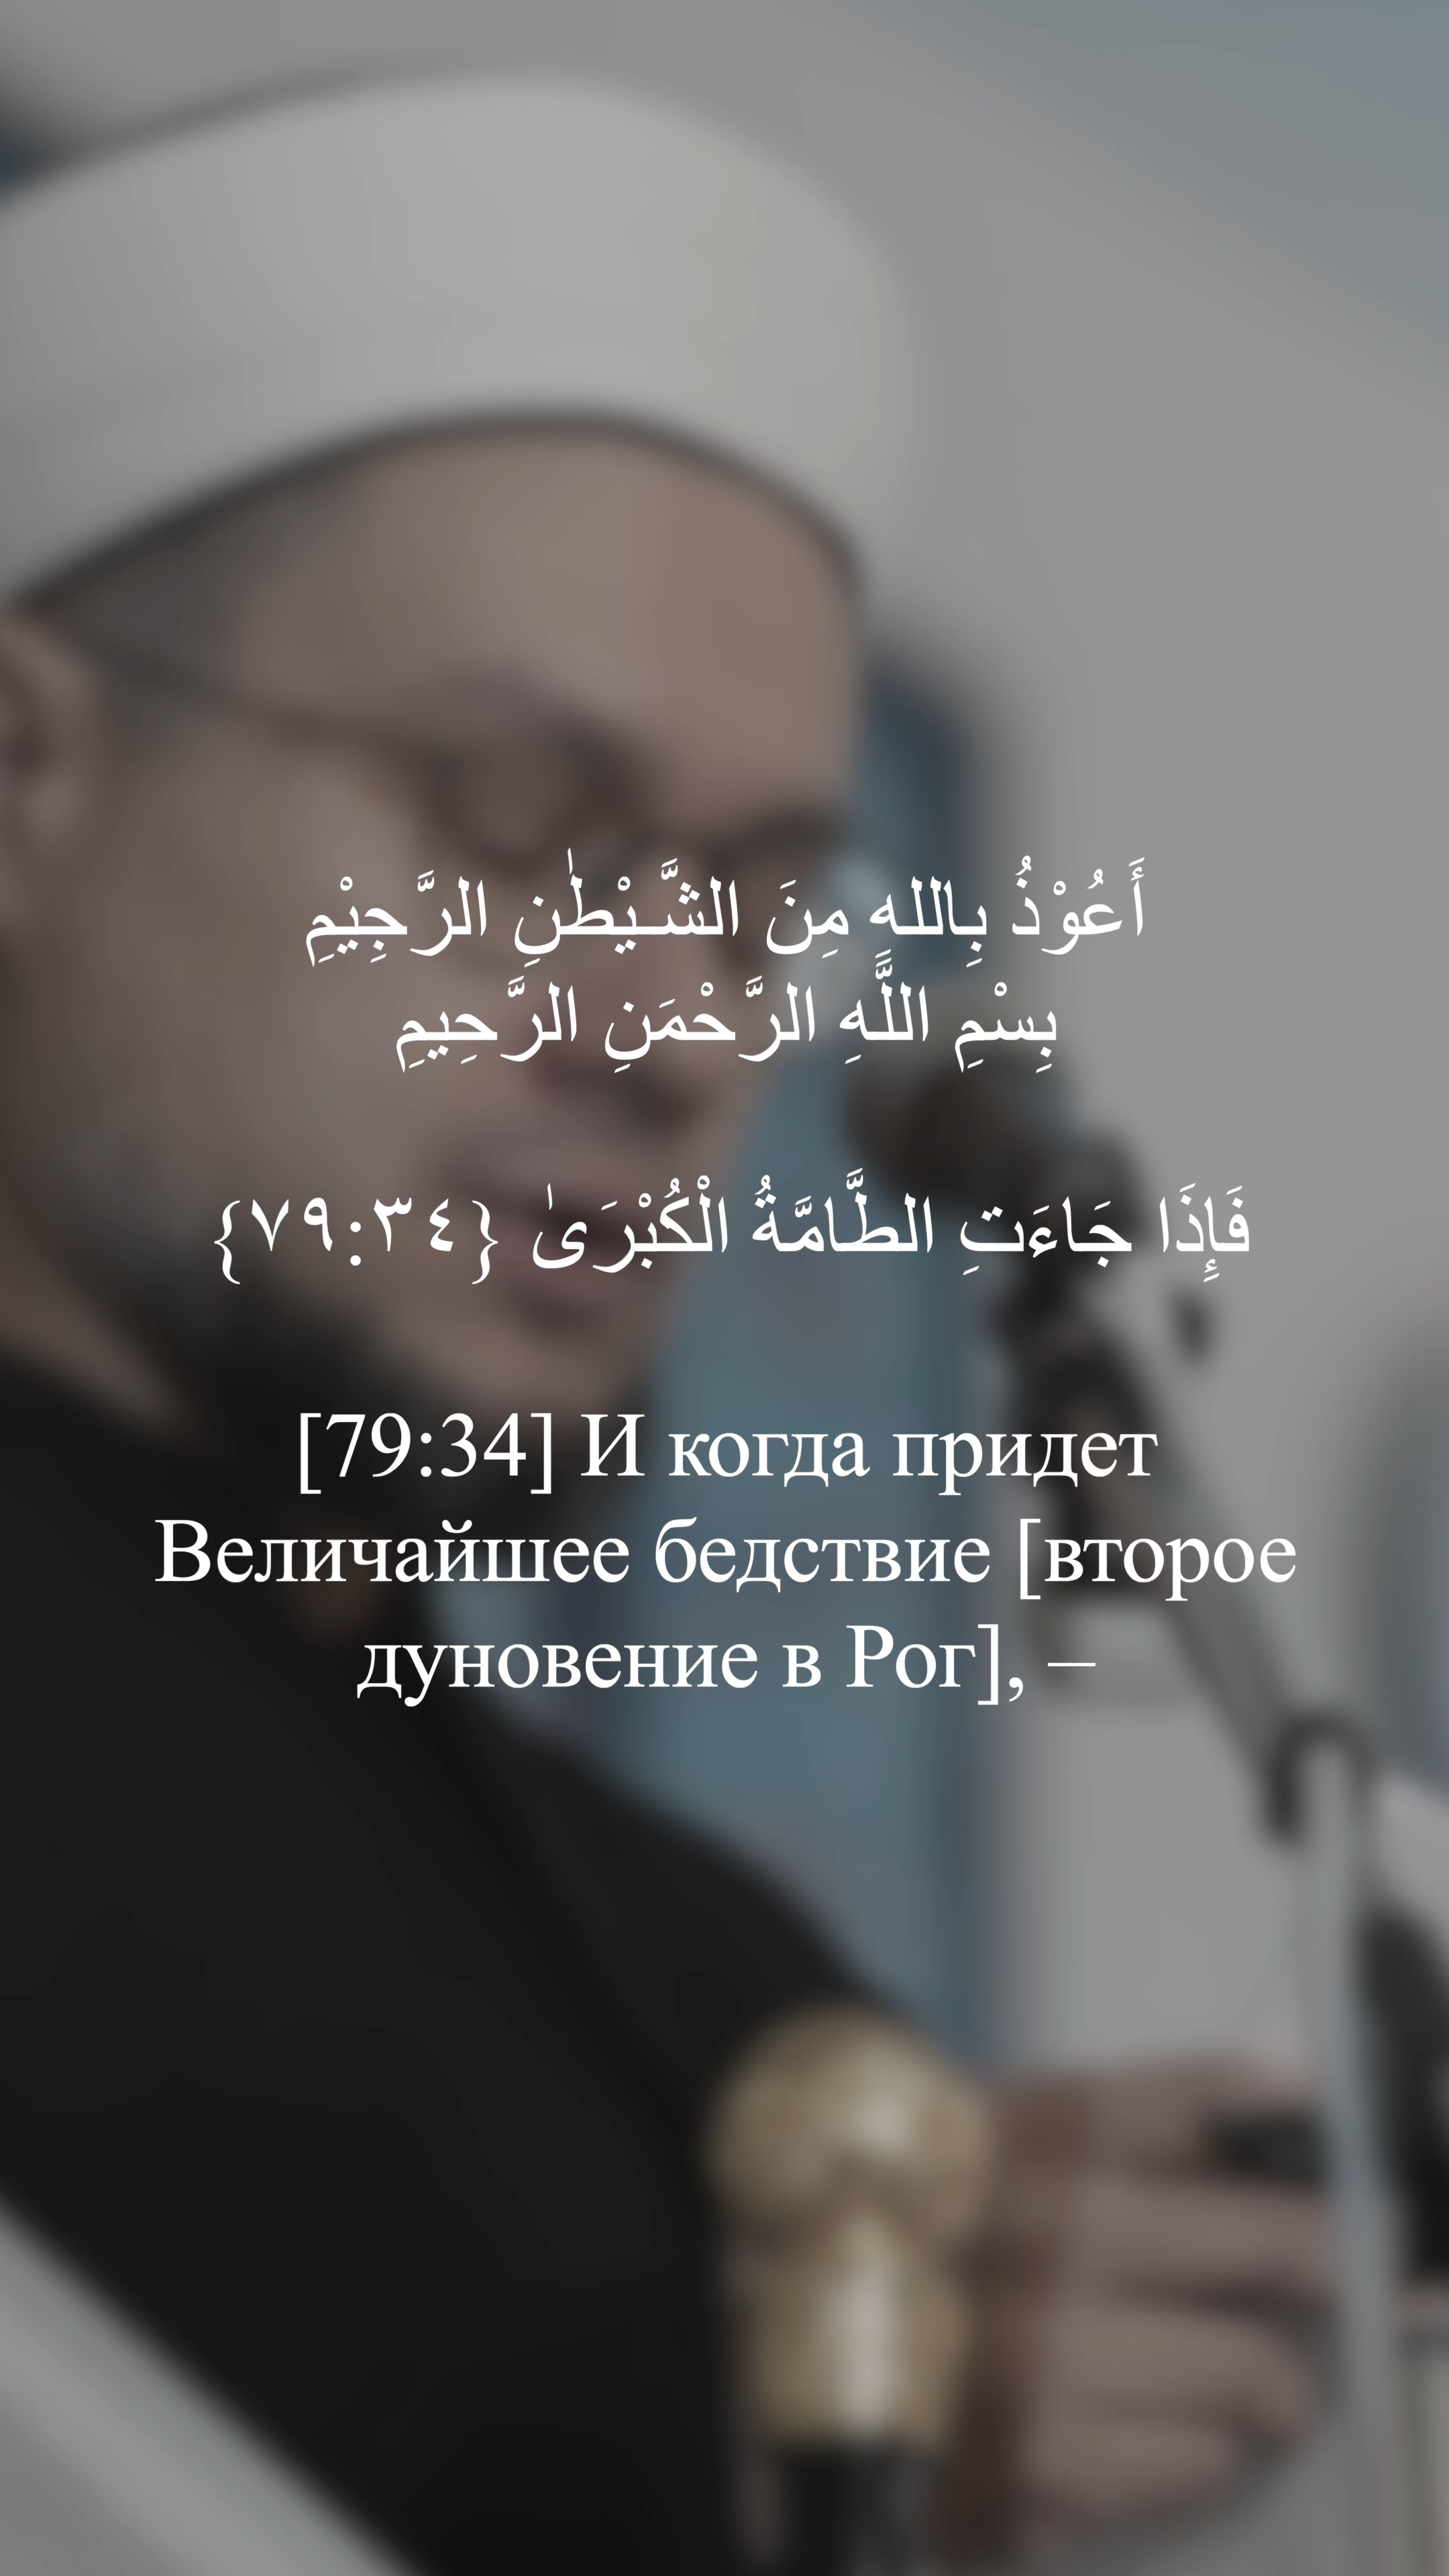 أَعُوْذُ بِالله مِنَ الشَّـيْطٰنِ الرَّجِيْمِ
بِسْمِ اللَّهِ الرَّحْمَنِ الرَّحِيمِ
فَإِذَا جَاءَتِ الطَّامَّةُ الْكُبْرَىٰ {٧٩:٣٤}
[79:34] И когда придет
Величайшее бедствие [второе
дуновение в Рог], –